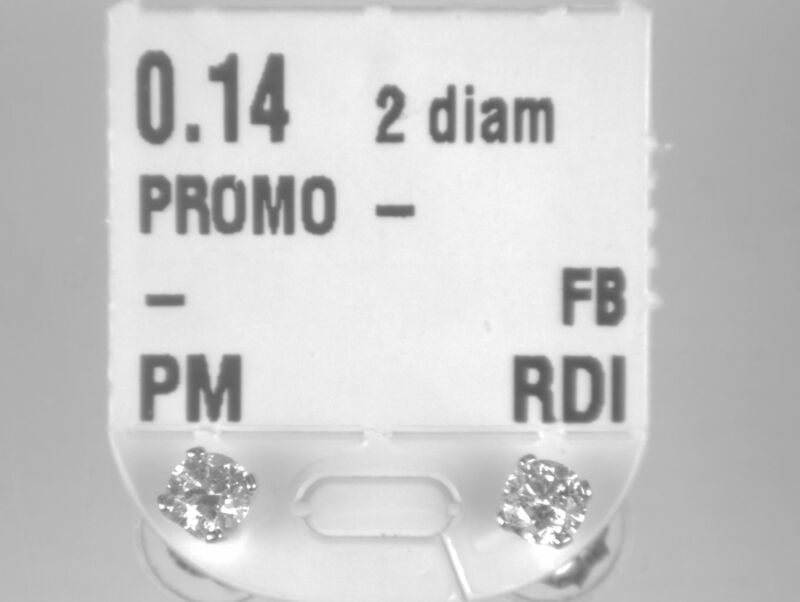 0.14 2 diam
PROMO -
- FB
PM RDI